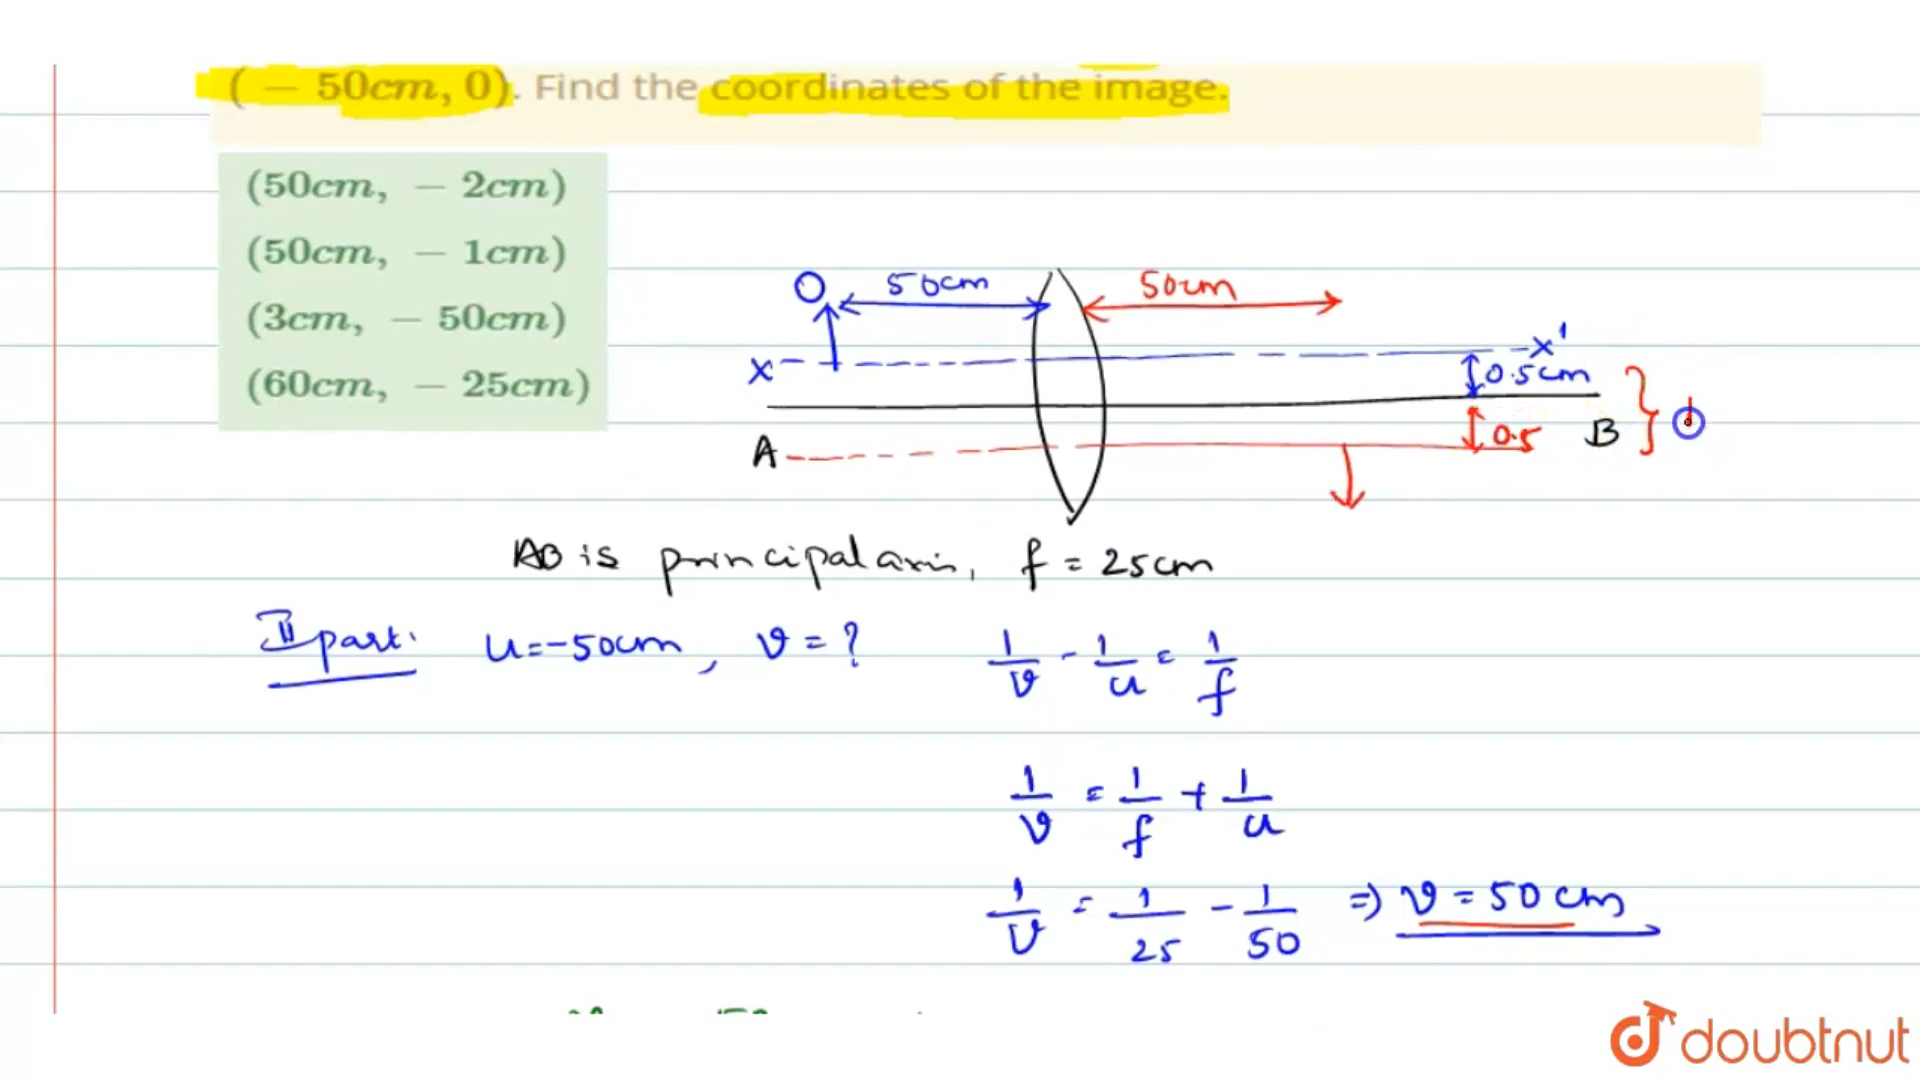 (−50cm, 0). Find the coordinates of the image.
(50cm, −2cm)
(50cm, −1cm)
(3cm, −50cm)
(60cm, −25cm)
O 50cm 50cm
X X'
0.5cm
A 0.5 B
AB is principal axis, f = 25cm
II part. u=-50cm, v = ? 1/v - 1/u = 1/f
1/v = 1/f + 1/u
1/v = 1/25 - 1/50 ⇒ v = 50 cm
doubtnut